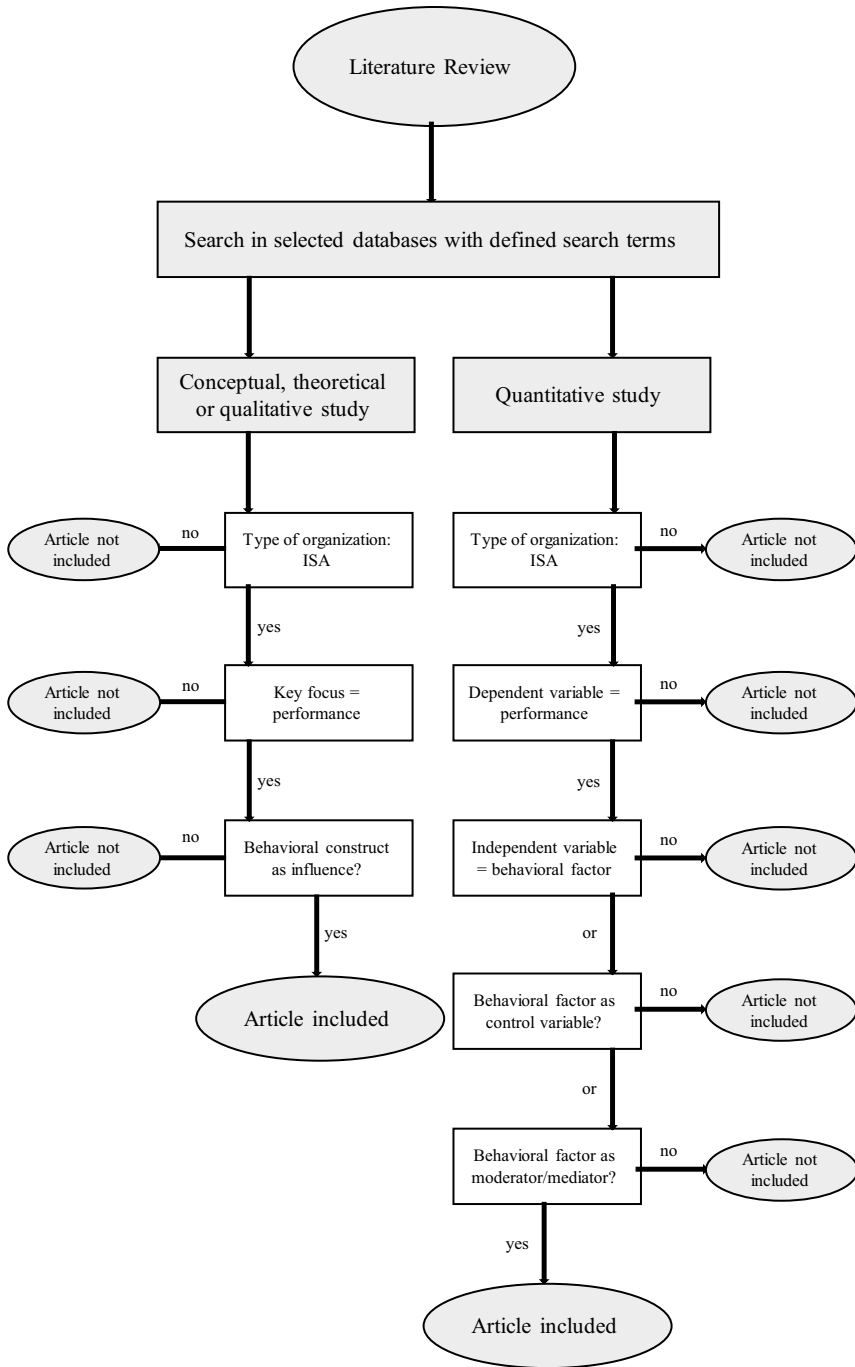 Literature Review
Search in selected databases with defined search terms
Conceptual, theoretical
or qualitative study
Quantitative study
Article not
included
no
Type of organization:
ISA
Type of organization:
ISA
no
Article not
included
yes
yes
Article not
included
no
Key focus =
performance
Dependent variable =
performance
no
Article not
included
yes
yes
Article not
included
no
Behavioral construct
as influence?
Independent variable
= behavioral factor
no
Article not
included
yes
or
Article included
Behavioral factor as
control variable?
no
Article not
included
or
Behavioral factor as
moderator/mediator?
no
Article not
included
yes
Article included